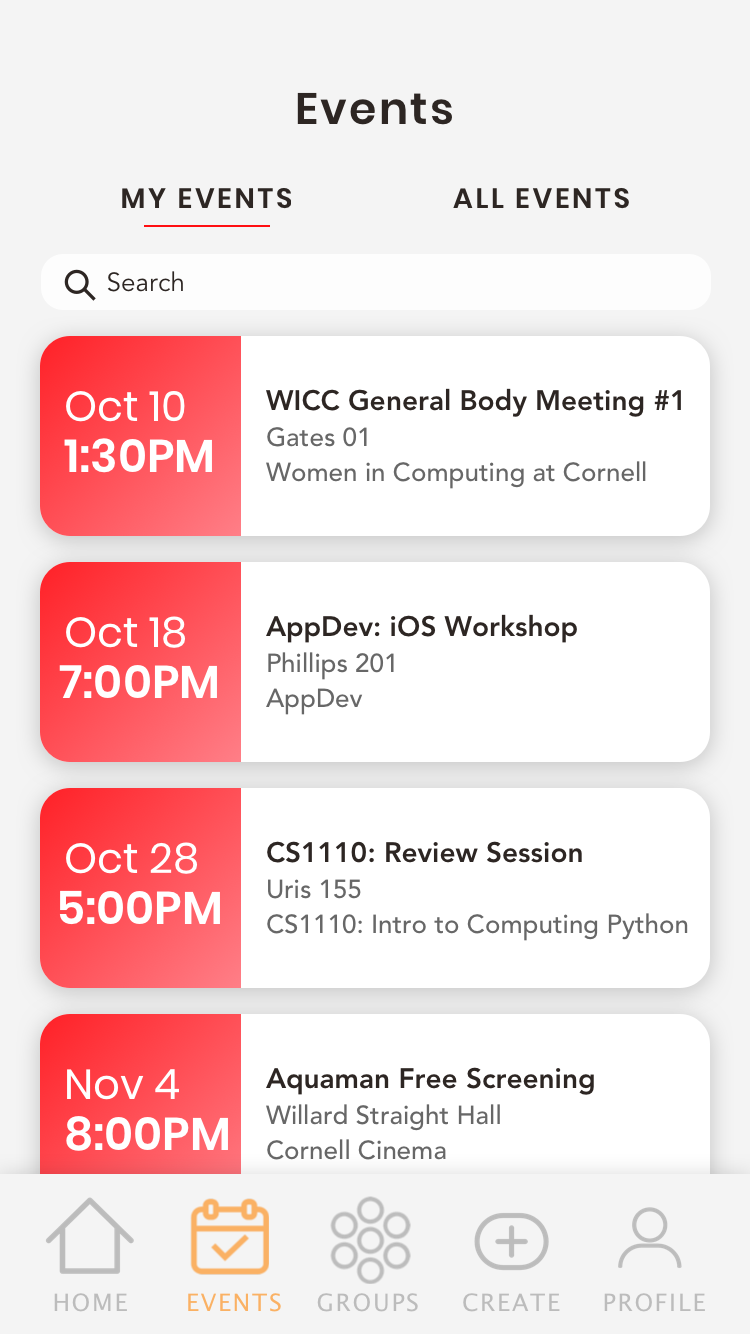 Events
MY EVENTS
ALL EVENTS
Search
Oct 10
1:30PM
WICC General Body Meeting #1
Gates 01
Women in Computing at Cornell
Oct 18
7:00PM
AppDev: iOS Workshop
Phillips 201
AppDev
Oct 28
5:00PM
CS1110: Review Session
Uris 155
CS1110: Intro to Computing Python
Nov 4
8:00PM
Aquaman Free Screening
Willard Straight Hall
Cornell Cinema
HOME
EVENTS
GROUPS
CREATE
PROFILE